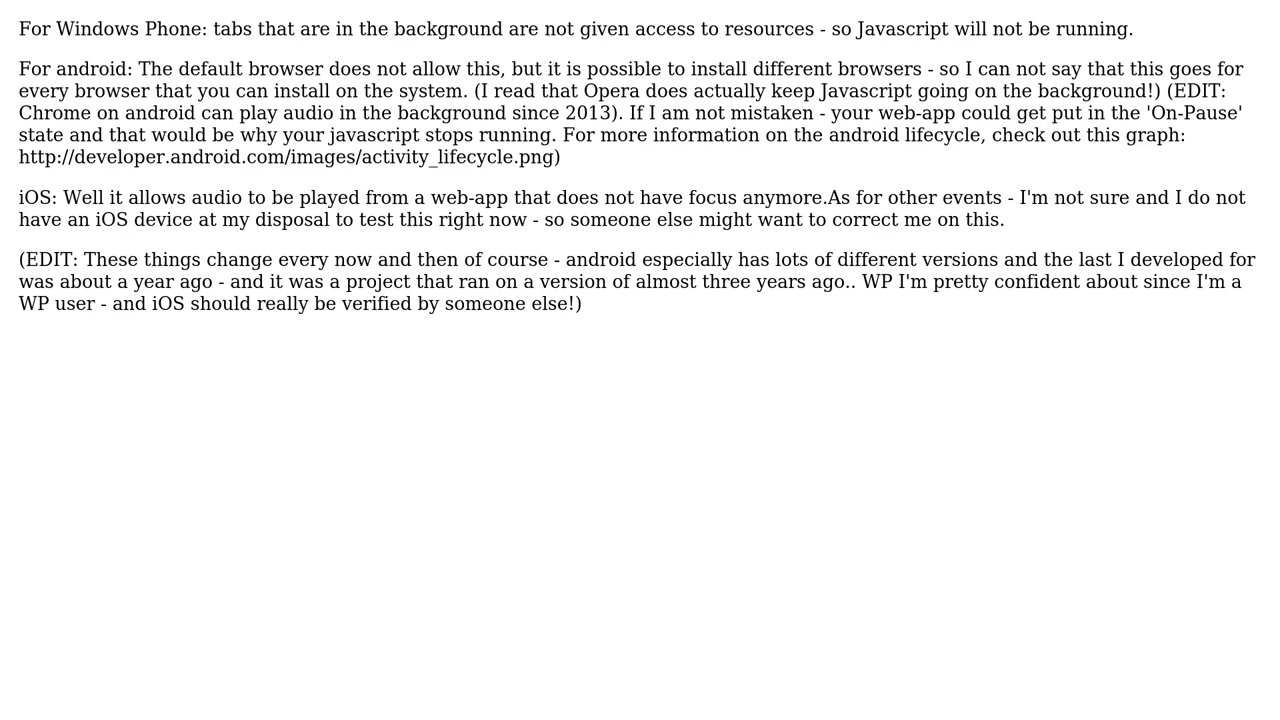 For Windows Phone: tabs that are in the background are not given access to resources - so Javascript will not be running.
For android: The default browser does not allow this, but it is possible to install different browsers - so I can not say that this goes for
every browser that you can install on the system. (I read that Opera does actually keep Javascript going on the background!) (EDIT:
Chrome on android can play audio in the background since 2013). If I am not mistaken - your web-app could get put in the 'On-Pause'
state and that would be why your javascript stops running. For more information on the android lifecycle, check out this graph:
http://developer.android.com/images/activity_lifecycle.png)
iOS: Well it allows audio to be played from a web-app that does not have focus anymore.As for other events - I'm not sure and I do not
have an iOS device at my disposal to test this right now - so someone else might want to correct me on this.
(EDIT: These things change every now and then of course - android especially has lots of different versions and the last I developed for
was about a year ago - and it was a project that ran on a version of almost three years ago.. WP I'm pretty confident about since I'm a
WP user - and iOS should really be verified by someone else!)